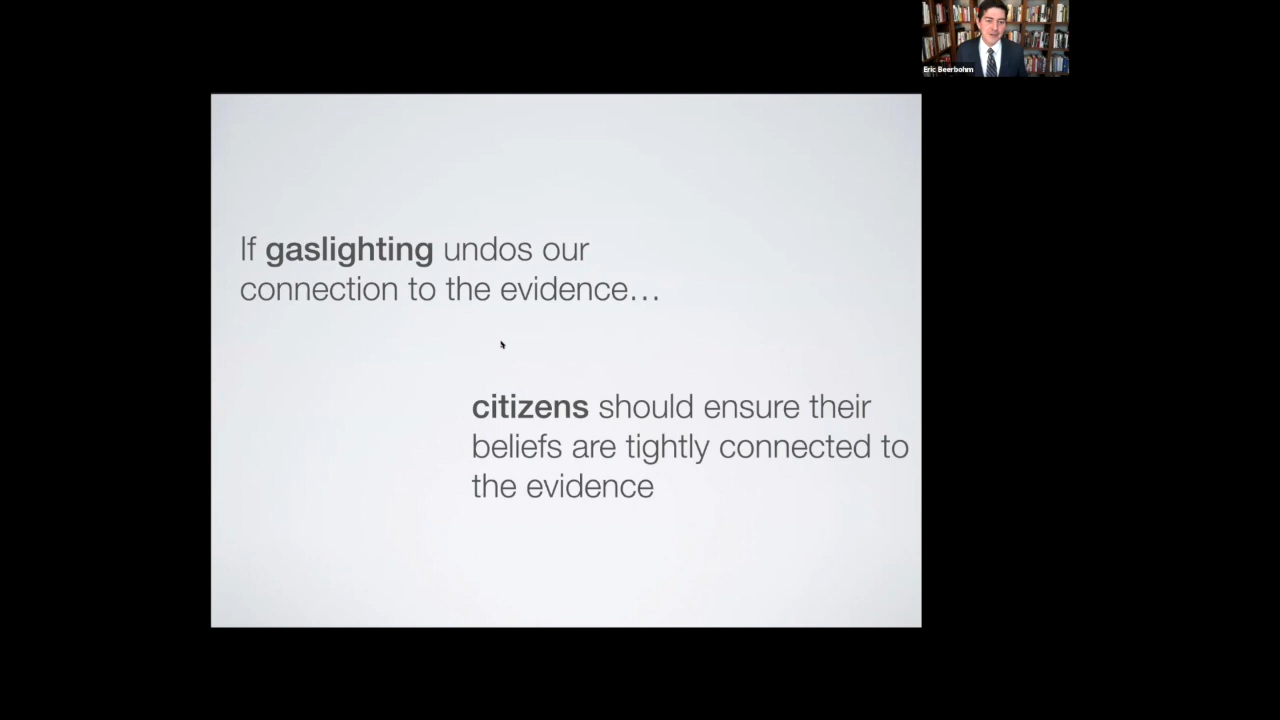 Eric Beerbohm
If gaslighting undos our
connection to the evidence…
citizens should ensure their
beliefs are tightly connected to
the evidence